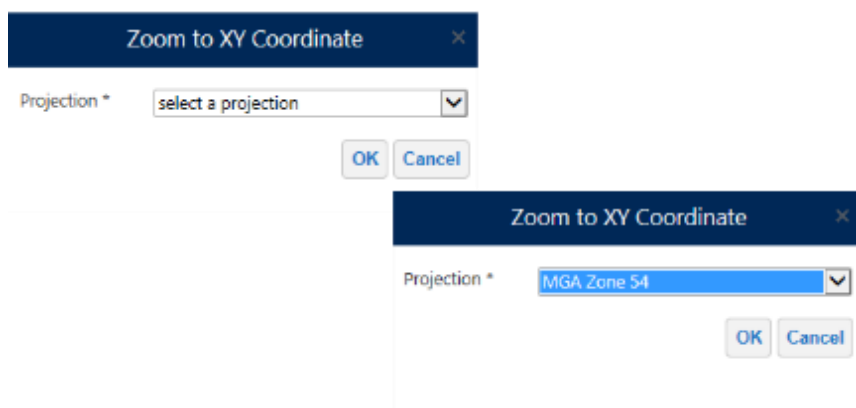 Zoom to XY Coordinate ×
Projection * select a projection
OK Cancel
Zoom to XY Coordinate ×
Projection * MGA Zone 54
OK Cancel